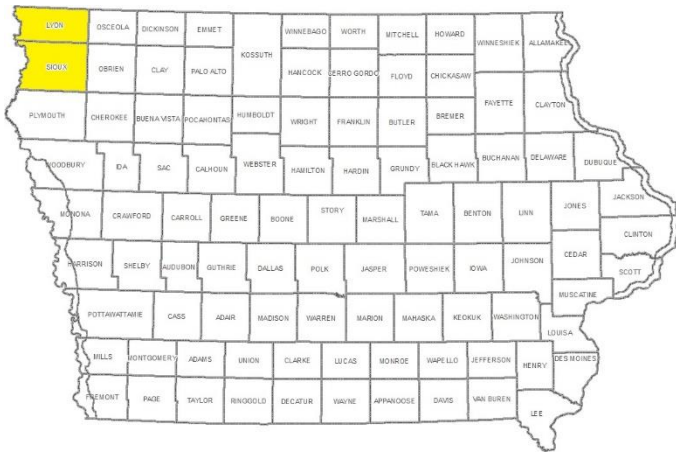 LYON OSCEOLA DICKINSON EMMET WINNEBAGO WORTH MITCHELL HOWARD
KOSSUTH WINNESHIEK ALLAMAKEE
SIOUX OBRIEN CLAY PALO ALTO HANCOCK CERRO GORDO FLOYD CHICKASAW
PLYMOUTH CHEROKEE BUENA VISTA POCAHONTAS HUMBOLDT WRIGHT FRANKLIN BUTLER BREMER FAYETTE CLAYTON
WOODBURY IDA SAC CALHOUN WEBSTER HAMILTON HARDIN GRUNDY BLACK HAWK BUCHANAN DELAWARE DUBUQUE
MONONA CRAWFORD CARROLL GREENE BOONE STORY MARSHALL TAMA BENTON LINN JONES JACKSON
CLINTON
HARRISON SHELBY AUDUBON GUTHRIE DALLAS POLK JASPER POWESHIEK IOWA JOHNSON CEDAR SCOTT
MUSCATINE
POTTAWATTAMIE CASS ADAIR MADISON WARREN MARION MAHASKA KEOKUK WASHINGTON LOUISA
MILLS MONTGOMERY ADAMS UNION CLARKE LUCAS MONROE WAPELLO JEFFERSON HENRY DES MOINES
FREMONT PAGE TAYLOR RINGGOLD DECATUR WAYNE APPANOOSE DAVIS VAN BUREN LEE